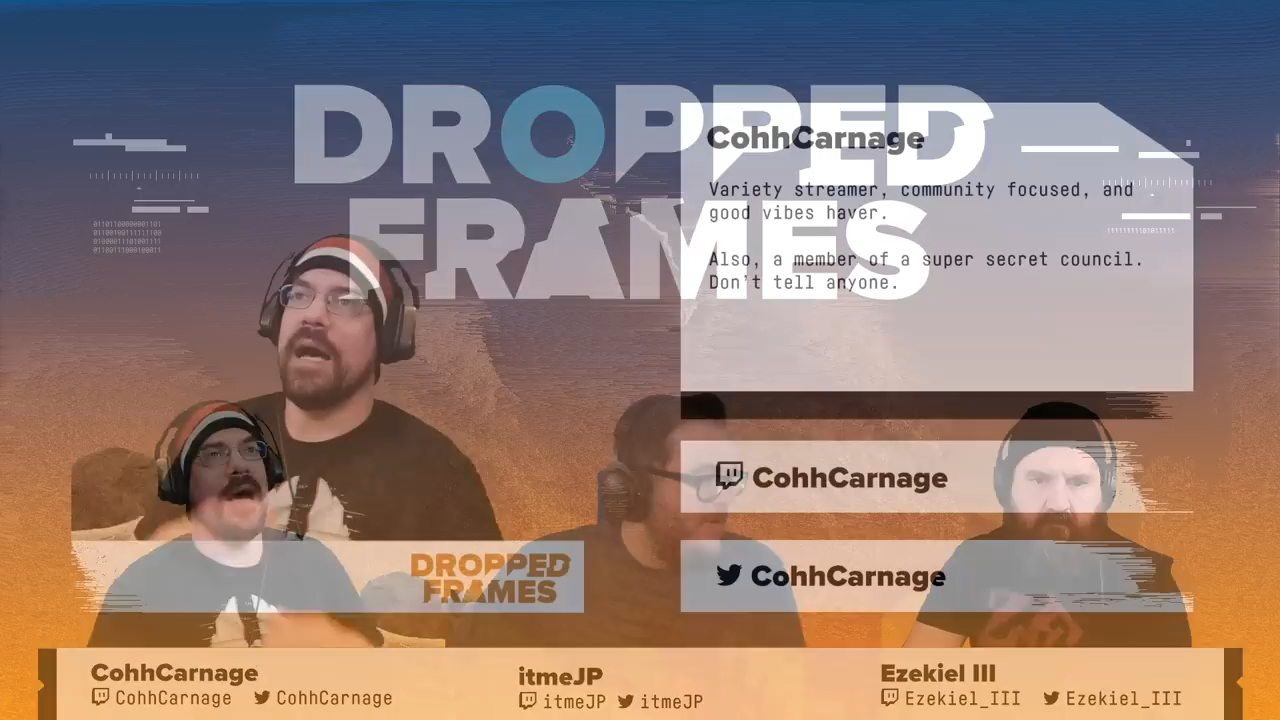 DROPPED
FRAMES
CohhCarnage
Variety streamer, community focused, and
good vibes haver.
Also, a member of a super secret council.
Don't tell anyone.
CohhCarnage
CohhCarnage
DROPPED
FRAMES
CohhCarnage
CohhCarnage CohhCarnage
itmeJP
itmeJP itmeJP
Ezekiel III
Ezekiel_III Ezekiel_III